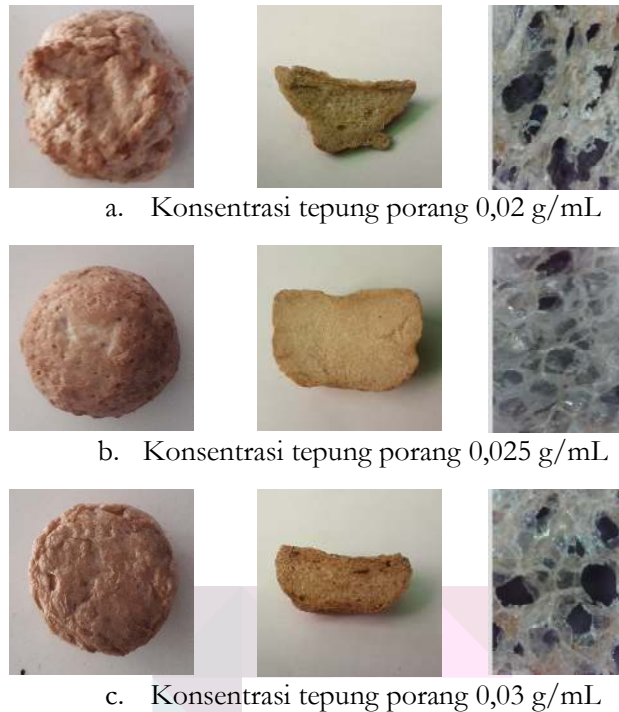 a. Konsentrasi tepung porang 0,02 g/mL
b. Konsentrasi tepung porang 0,025 g/mL
c. Konsentrasi tepung porang 0,03 g/mL